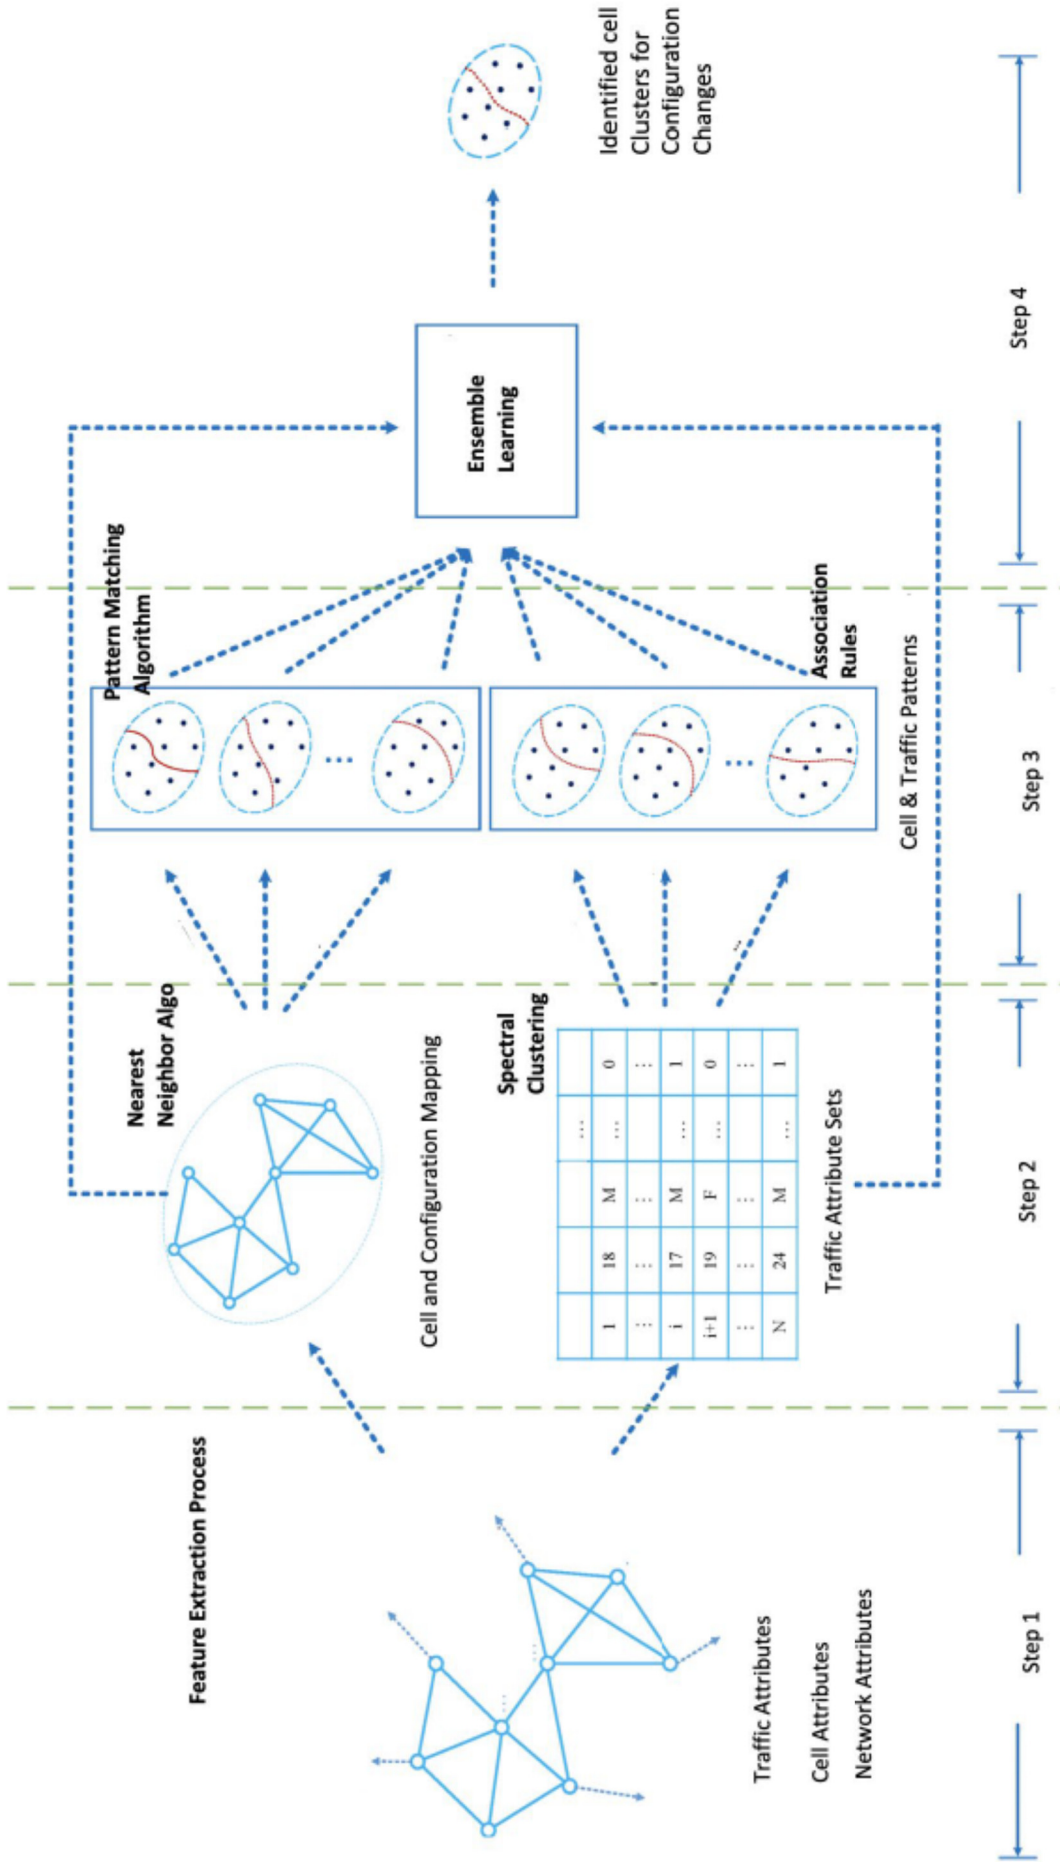 Feature Extraction Process
Traffic Attributes
Cell Attributes
Network Attributes
Step 1
Nearest
Neighbor Algo
Cell and Configuration Mapping
Spectral
Clustering
...
1 18 M ... 0
⋮ ⋮ ⋮ ⋮
i 17 M ... 1
i+1 19 F ... 0
⋮ ⋮ ⋮ ⋮
N 24 M ... 1
Traffic Attribute Sets
Step 2
Pattern Matching
Algorithm
...
...
Association
Rules
Cell & Traffic Patterns
Step 3
Ensemble
Learning
Identified cell
Clusters for
Configuration
Changes
Step 4